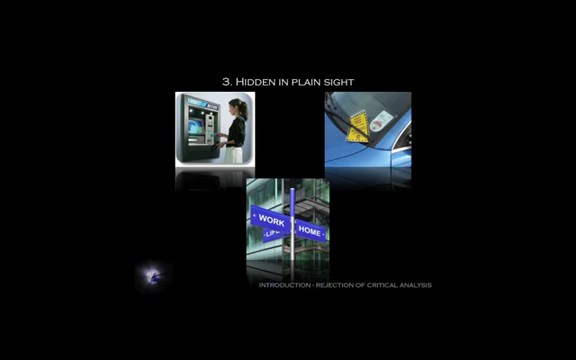 3. Hidden in plain sight
WORK
LIFE
HOME
Introduction - Rejection of Critical Analysis